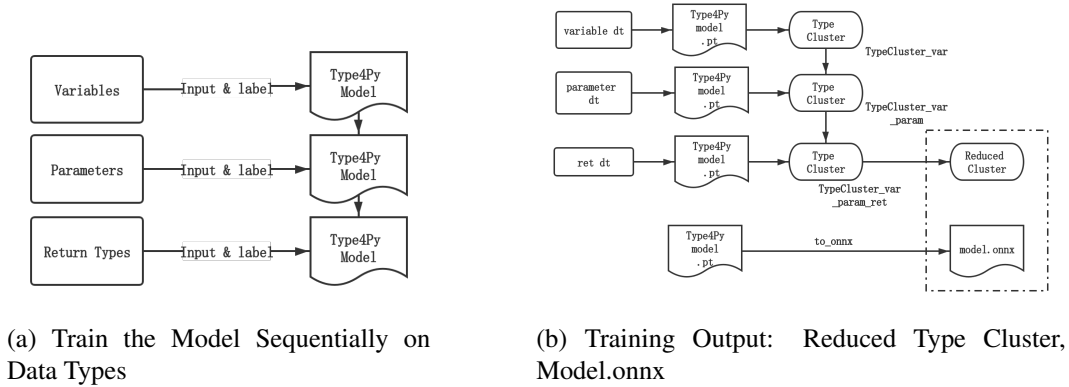 Variables
Input & label
Type4Py
Model
Parameters
Input & label
Type4Py
Model
Return Types
Input & label
Type4Py
Model
(a) Train the Model Sequentially on
Data Types
variable dt
Type4Py
model
.pt
Type
Cluster
TypeCluster_var
parameter
dt
Type4Py
model
.pt
Type
Cluster
TypeCluster_var
_param
ret dt
Type4Py
model
.pt
Type
Cluster
TypeCluster_var
_param_ret
Reduced
Cluster
Type4Py
model
.pt
to_onnx
model.onnx
(b) Training Output: Reduced Type Cluster,
Model.onnx